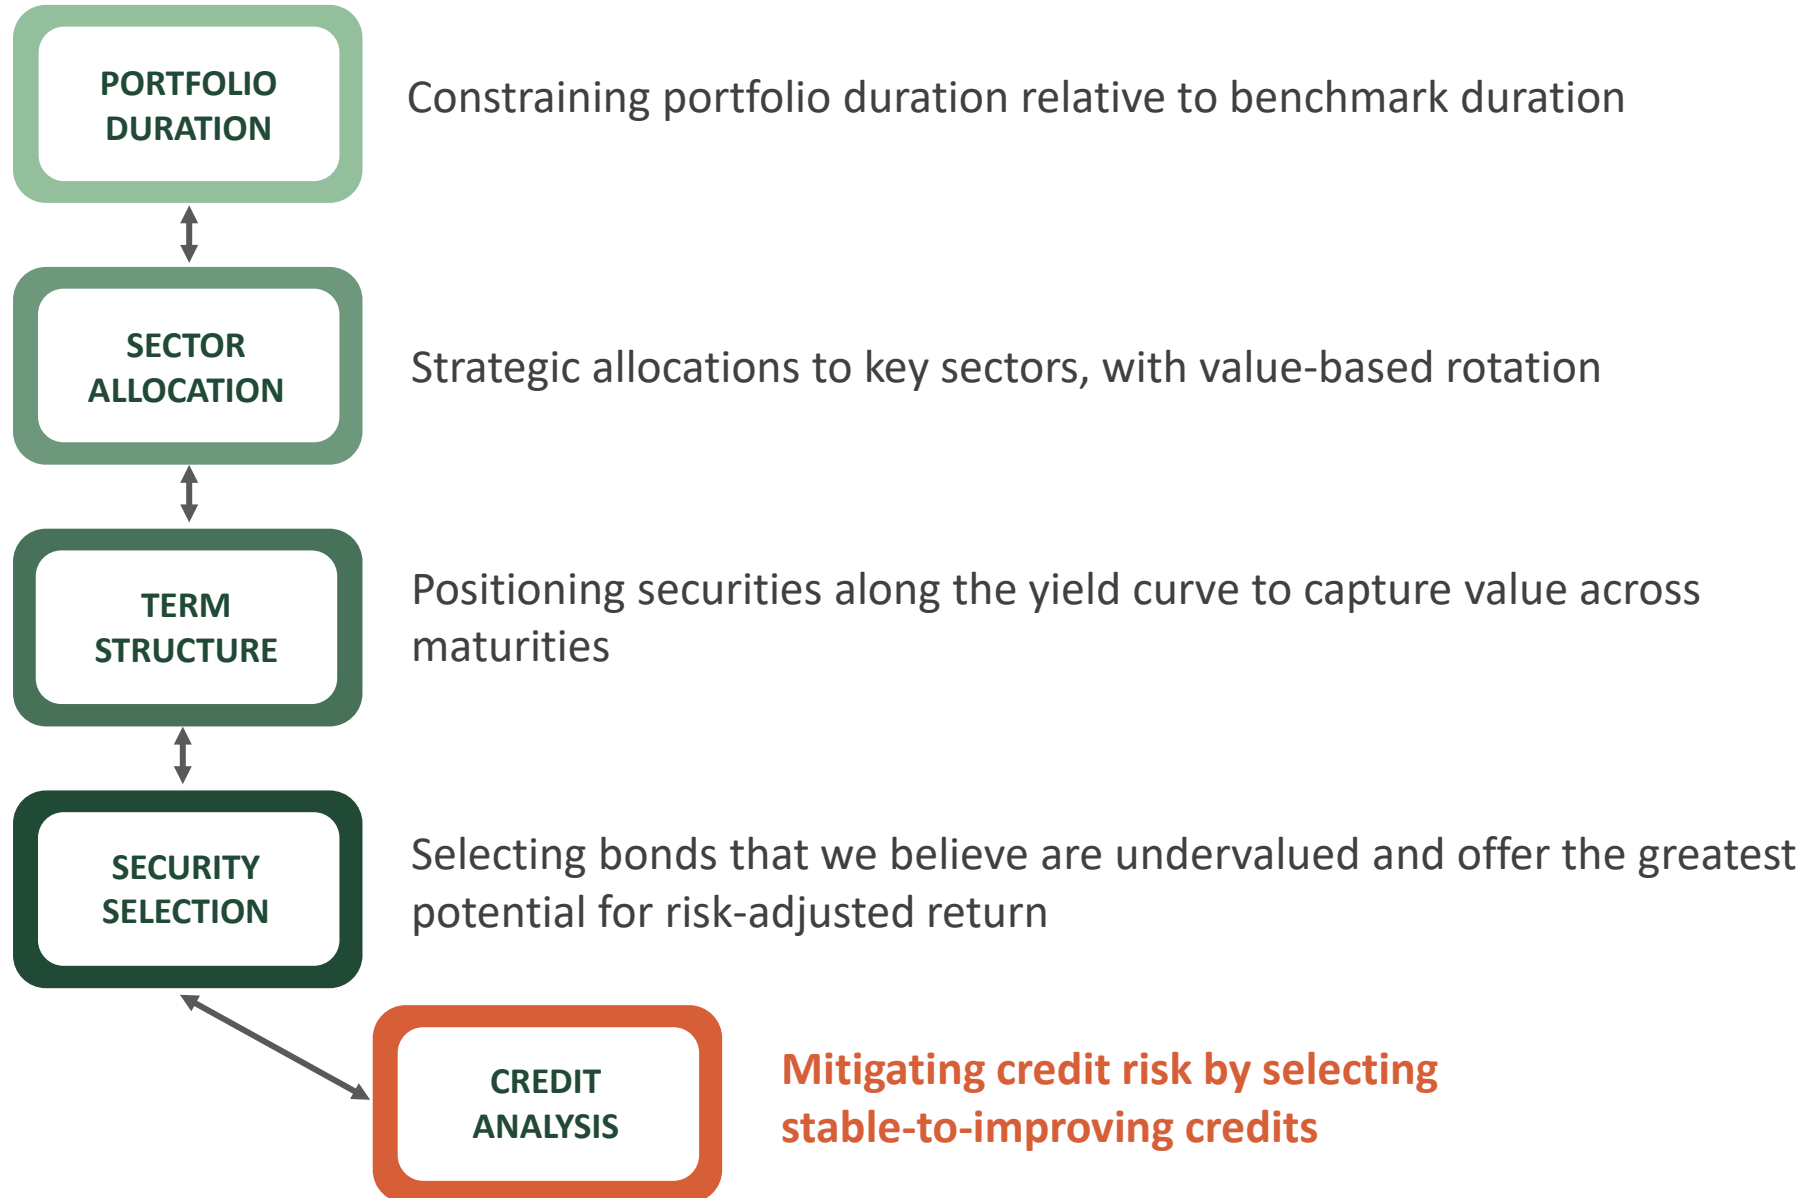 PORTFOLIO
DURATION
Constraining portfolio duration relative to benchmark duration
SECTOR
ALLOCATION
Strategic allocations to key sectors, with value-based rotation
TERM
STRUCTURE
Positioning securities along the yield curve to capture value across
maturities
SECURITY
SELECTION
Selecting bonds that we believe are undervalued and offer the greatest
potential for risk-adjusted return
CREDIT
ANALYSIS
Mitigating credit risk by selecting
stable-to-improving credits